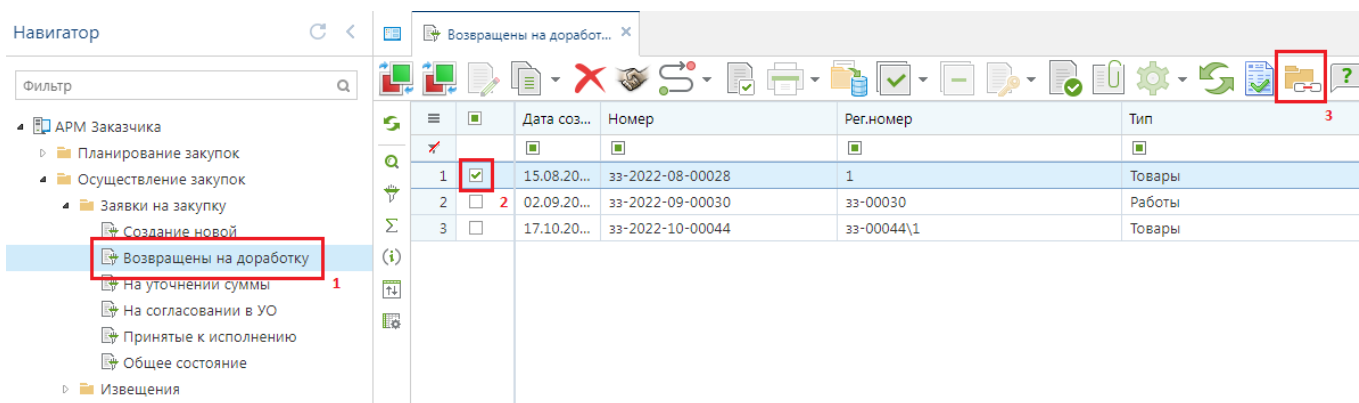 Навигатор
Возвращены на доработ...
Фильтр
3
АРМ Заказчика
Планирование закупок
Осуществление закупок
Заявки на закупку
Создание новой
Возвращены на доработку
1
На уточнении суммы
На согласовании в УО
Принятые к исполнению
Общее состояние
Извещения
Дата соз... Номер Рег.номер Тип
1 15.08.20... зз-2022-08-00028 1 Товары
2 2 02.09.20... зз-2022-09-00030 зз-00030 Работы
3 17.10.20... зз-2022-10-00044 зз-00044\1 Товары